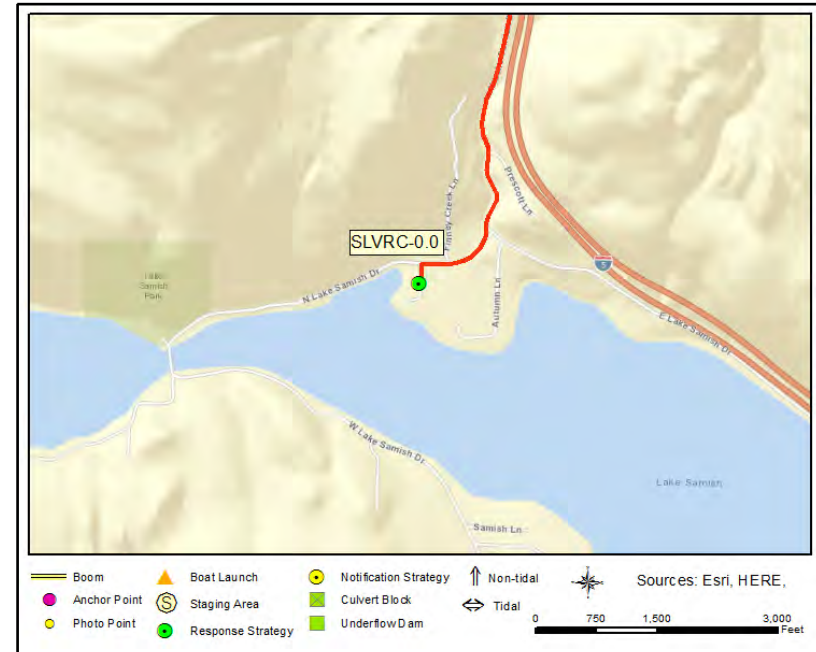 Prescott Ln
Finney Creek Ln
SLVRC-0.0
5
N Lake Samish Dr
Samish
Park
Autumn Ln
E Lake Samish Dr
W Lake Samish Dr
Lake Samish
Samish Ln
Boom
Boat Launch
Notification Strategy
Non-tidal
Sources: Esri, HERE,
Anchor Point
S Staging Area
Culvert Block
Tidal
Photo Point
Response Strategy
Underflow Dam
0 750 1,500 3,000
Feet